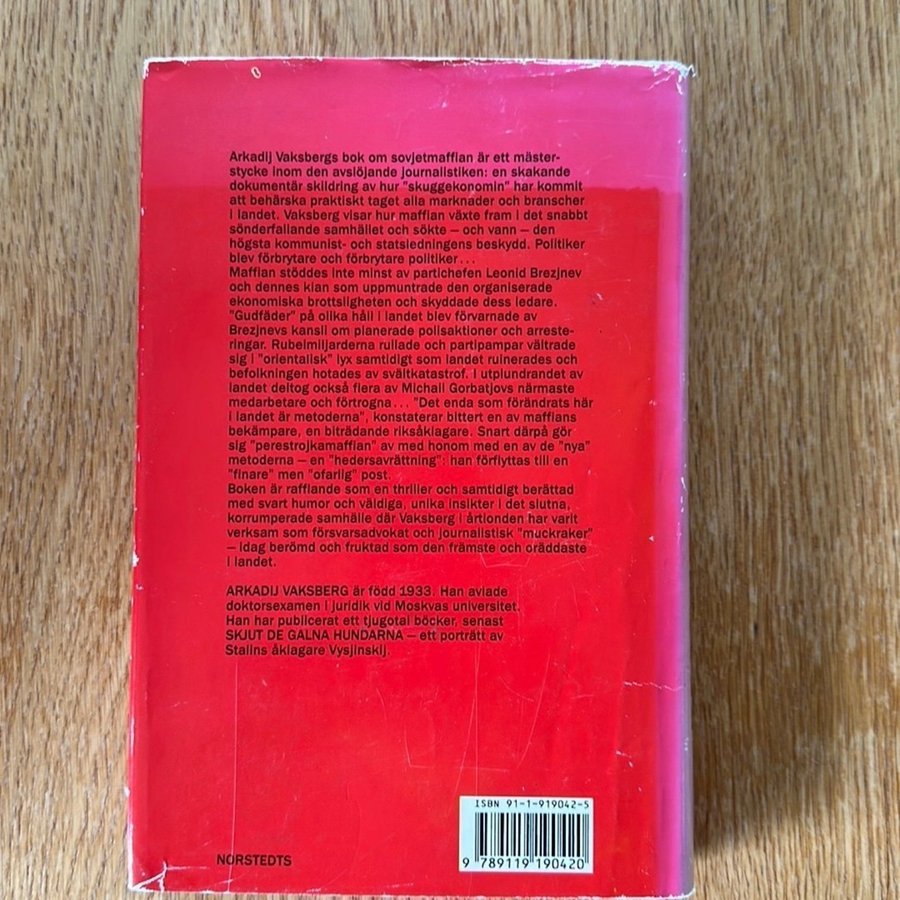 Arkadij Vaksbergs bok om sovjetmaffian är ett mäster-
stycke inom den avslöjande journalistiken: en skakande
dokumentär skildring av hur "skuggekonomin" har kommit
att behärska praktiskt taget alla marknader och branscher
i landet. Vaksberg visar hur maffian växte fram i det snabbt
sönderfallande samhället och sökte – och vann – den
högsta kommunist- och statsledningens beskydd. Politiker
blev förbrytare och förbrytare politiker...
Maffian stöddes inte minst av partichefen Leonid Brezjnev
och dennes klan som uppmuntrade den organiserade
ekonomiska brottsligheten och skyddade dess ledare.
"Gudfäder" på olika håll i landet blev förvarnade av
Brezjnevs kansli om planerade polisaktioner och arreste-
ringar. Rubelmiljarderna rullade och partipampar vältrade
sig i "orientalisk" lyx samtidigt som landet ruinerades och
befolkningen hotades av svältkatastrof. I utplundrandet av
landet deltog också flera av Michail Gorbatjovs närmaste
medarbetare och förtrogna... "Det enda som förändrats här
i landet är metoderna", konstaterar bittert en av maffians
bekämpare, en biträdande riksåklagare. Snart därpå gör
sig "perestrojkamaffian" av med honom med en av de "nya"
metoderna – en "hedersavrättning": han förflyttas till en
"finare" men "ofarlig" post.
Boken är rafflande som en thriller och samtidigt berättad
med svart humor och väldiga, unika insikter i det slutna,
korrumperade samhälle där Vaksberg i årtionden har varit
verksam som försvarsadvokat och journalistisk "muckraker"
– idag berömd och fruktad som den främste och oräddaste
i landet.
ARKADIJ VAKSBERG är född 1933. Han avlade
doktorsexamen i juridik vid Moskvas universitet.
Han har publicerat ett tjugotal böcker, senast
SKJUT DE GALNA HUNDARNA – ett porträtt av
Stalins åklagare Vysjinskij.
ISBN 91-1-919042-5
9 789119 190420
NORSTEDTS